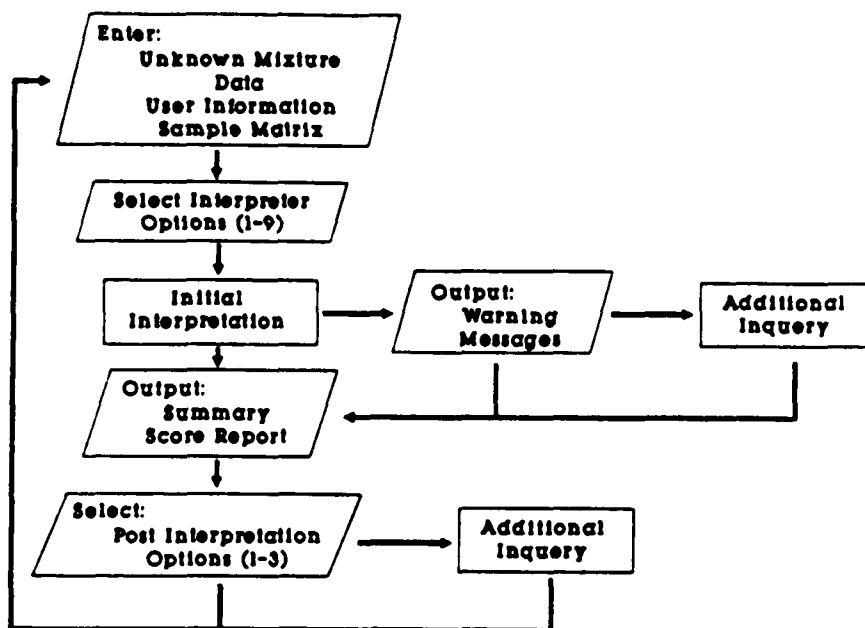 Enter:
Unknown Mixture
Data
User Information
Sample Matrix
Select Interpreter
Options (1-9)
Initial
Interpretation
Output:
Warning
Messages
Additional
Inquery
Output:
Summary
Score Report
Select:
Post Interpretation
Options (1-3)
Additional
Inquery